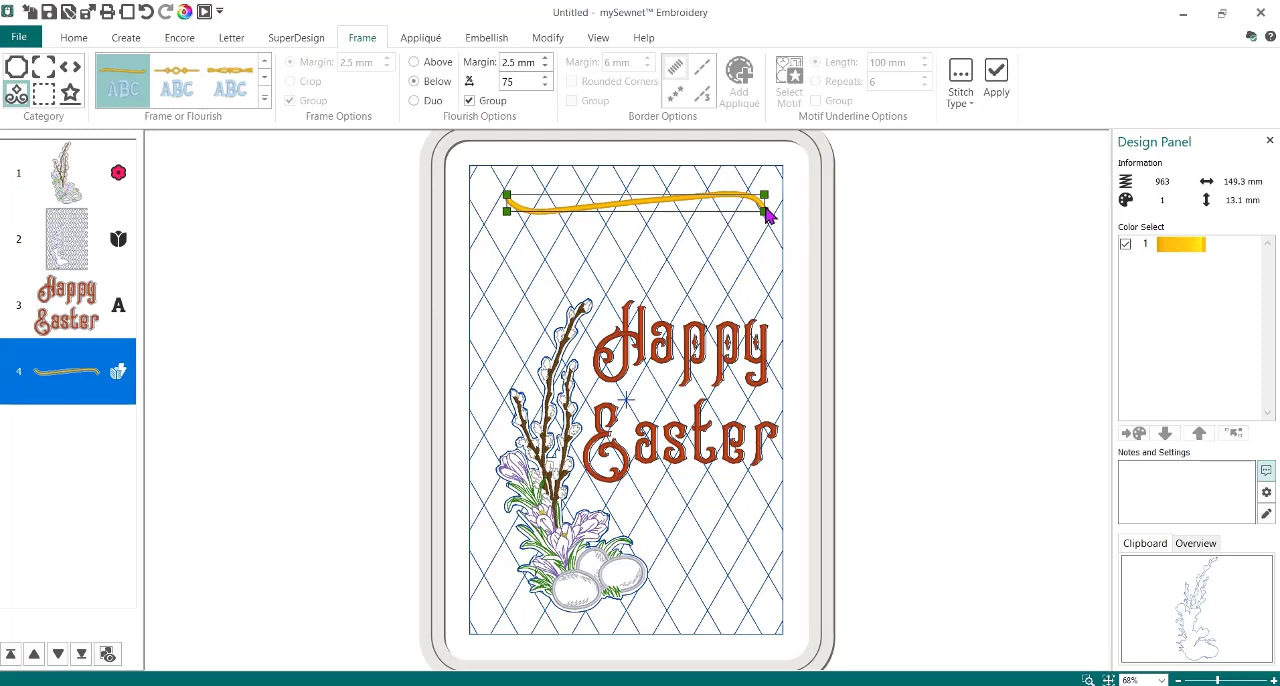 Untitled - mySewnet™ Embroidery
File Home Create Encore Letter SuperDesign Frame Appliqué Embellish Modify View Help
Margin: 2.5 mm Above Margin: 2.5 mm Margin: 6 mm Length: 100 mm
ABC ABC ABC Crop Below 75 Rounded Corners Add Appliqué Select Motif Repeats: 6 Stitch Type Apply
Group Duo Group Group Group
Category Frame or Flourish Frame Options Flourish Options Border Options Motif Underline Options
1
2
3 Happy Easter A
4
Happy
Easter
Design Panel
Information
963 149.3 mm
1 13.1 mm
Color Select
1
Notes and Settings
Clipboard Overview
68%